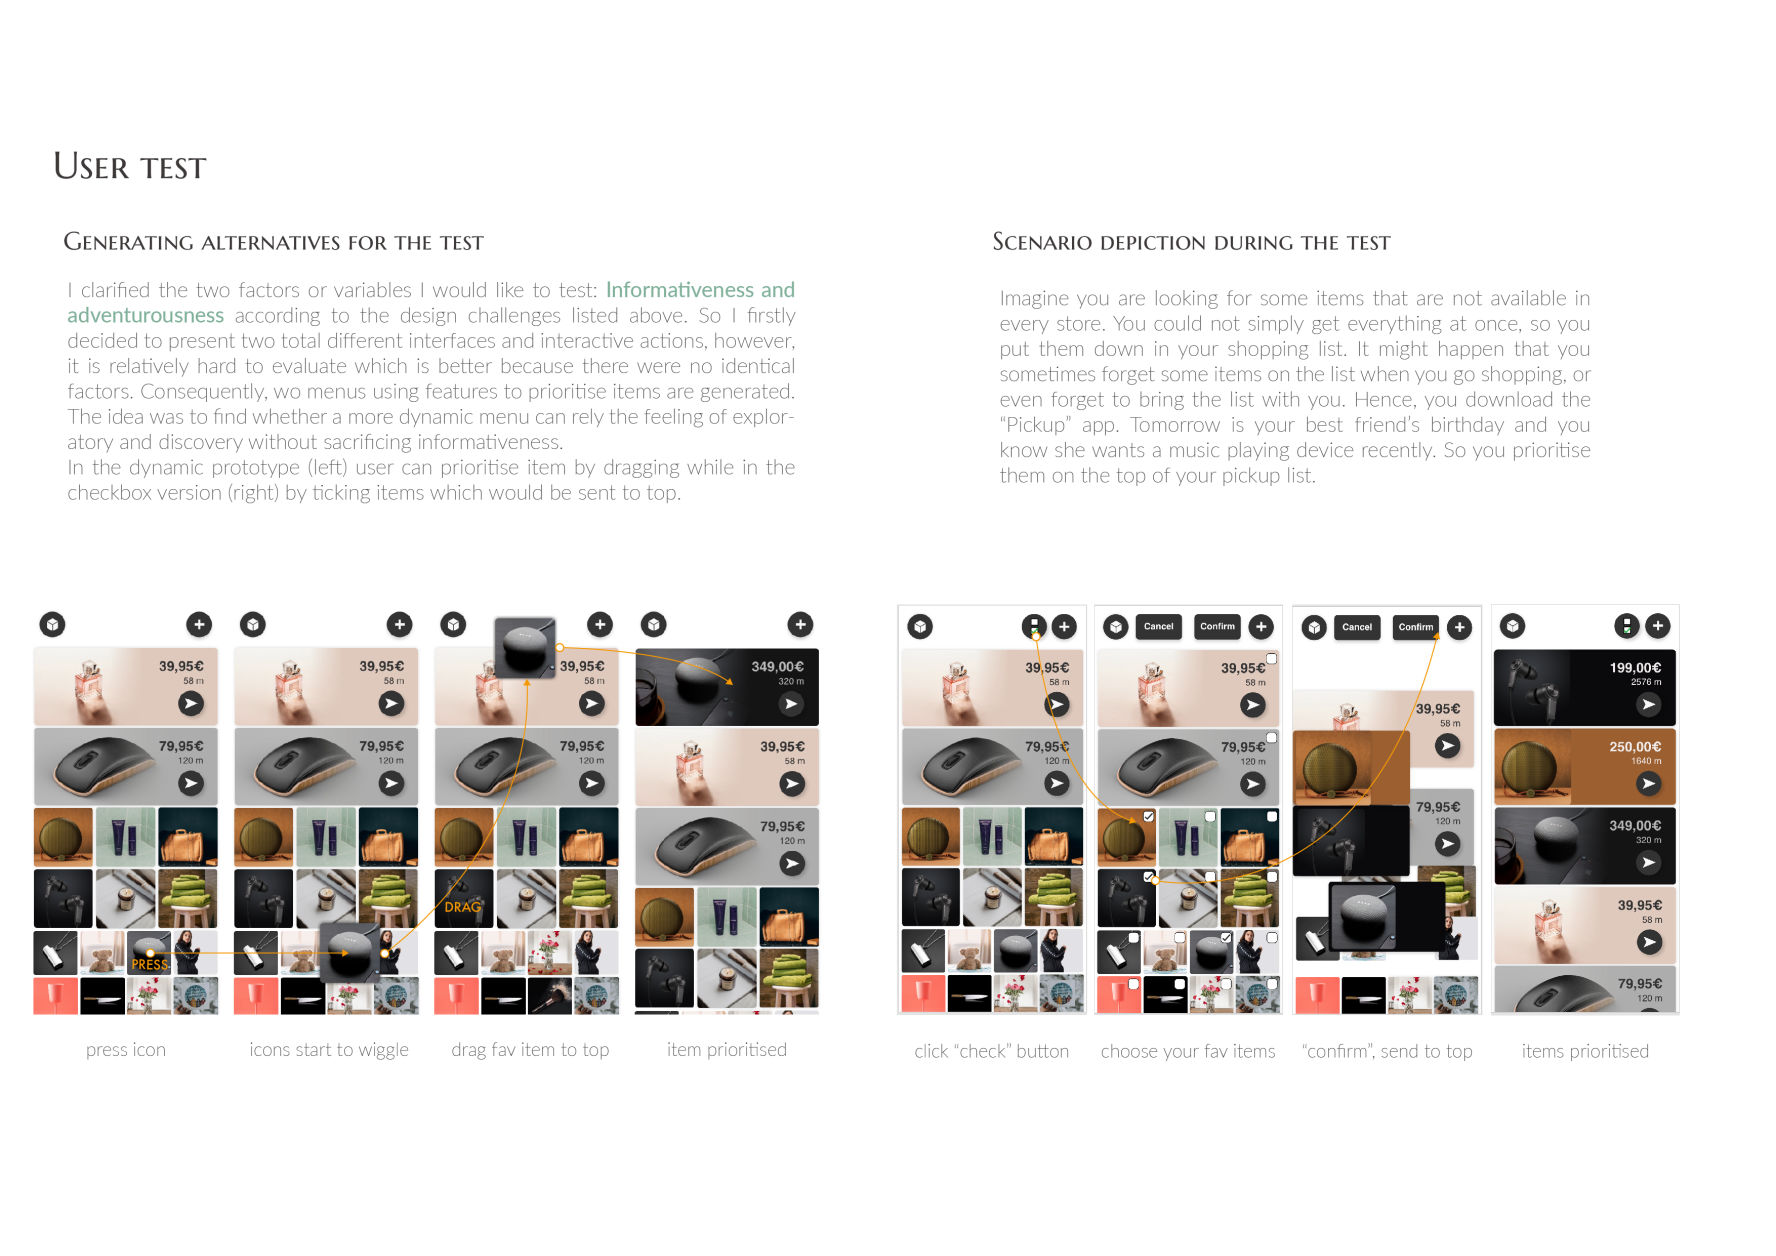 User test
Generating alternatives for the test
I clarified the two factors or variables I would like to test: Informativeness and
adventurousness according to the design challenges listed above. So I firstly
decided to present two total different interfaces and interactive actions, however,
it is relatively hard to evaluate which is better because there were no identical
factors. Consequently, wo menus using features to prioritise items are generated.
The idea was to find whether a more dynamic menu can rely the feeling of explor-
atory and discovery without sacrificing informativeness.
In the dynamic prototype (left) user can prioritise item by dragging while in the
checkbox version (right) by ticking items which would be sent to top.
Scenario depiction during the test
Imagine you are looking for some items that are not available in
every store. You could not simply get everything at once, so you
put them down in your shopping list. It might happen that you
sometimes forget some items on the list when you go shopping, or
even forget to bring the list with you. Hence, you download the
“Pickup” app. Tomorrow is your best friend’s birthday and you
know she wants a music playing device recently. So you prioritise
them on the top of your pickup list.
39,95€
58 m
79,95€
120 m
PRESS
press icon
39,95€
58 m
79,95€
120 m
icons start to wiggle
39,95€
58 m
79,95€
120 m
DRAG
drag fav item to top
349,00€
320 m
39,95€
58 m
79,95€
120 m
item prioritised
39,95€
58 m
79,95€
120 m
click “check” button
Cancel
Confirm
39,95€
58 m
79,95€
120 m
choose your fav items
Cancel
Confirm
39,95€
58 m
79,95€
120 m
“confirm”, send to top
199,00€
2576 m
250,00€
1640 m
349,00€
320 m
39,95€
58 m
79,95€
120 m
items prioritised